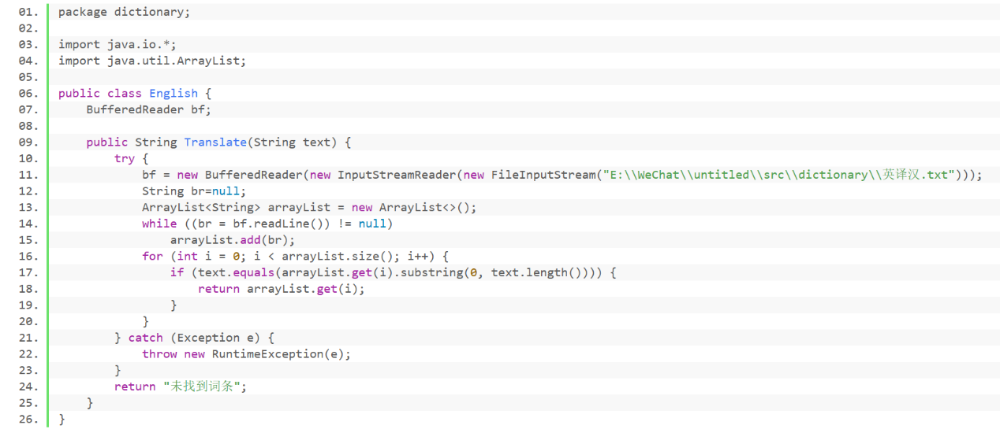 01. package dictionary;
02.
03. import java.io.*;
04. import java.util.ArrayList;
05.
06. public class English {
07.     BufferedReader bf;
08.
09.     public String Translate(String text) {
10.         try {
11.             bf = new BufferedReader(new InputStreamReader(new FileInputStream("E:\\WeChat\\untitled\\src\\dictionary\\英译汉.txt")));
12.             String br=null;
13.             ArrayList<String> arrayList = new ArrayList<>();
14.             while ((br = bf.readLine()) != null)
15.                 arrayList.add(br);
16.             for (int i = 0; i < arrayList.size(); i++) {
17.                 if (text.equals(arrayList.get(i).substring(0, text.length()))) {
18.                     return arrayList.get(i);
19.                 }
20.             }
21.         } catch (Exception e) {
22.             throw new RuntimeException(e);
23.         }
24.         return "未找到词条";
25.     }
26. }